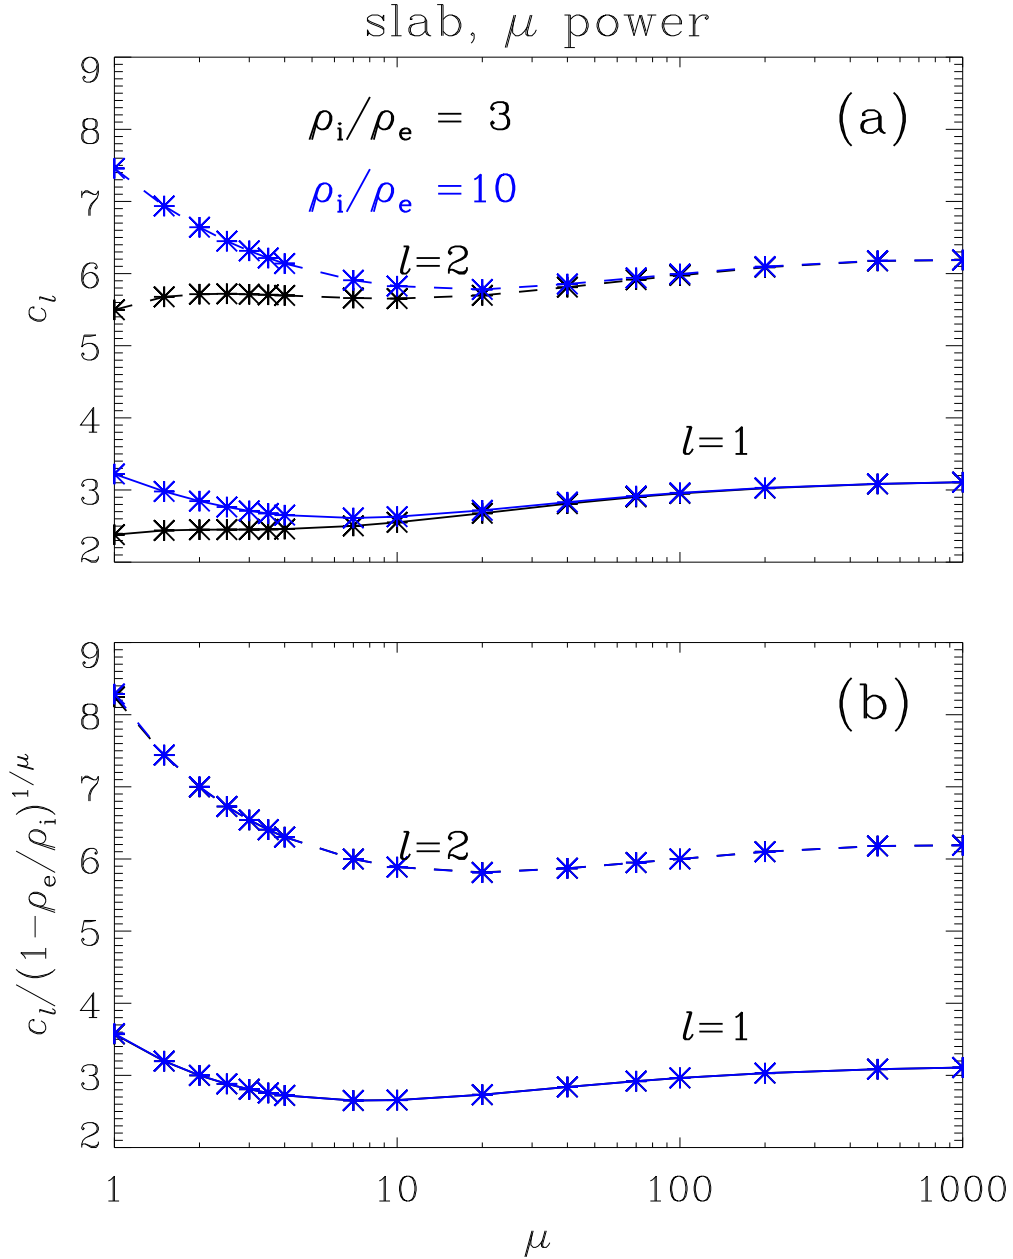 slab, μ power
9
8
7
6
5
4
3
2
c_l
(a)
ρ_i/ρ_e = 3
ρ_i/ρ_e =10
l=2
l=1
9
8
7
6
5
4
3
2
c_l/(1−ρ_e/ρ_i)^{1/μ}
(b)
l=2
l=1
1 10 100 1000
μ